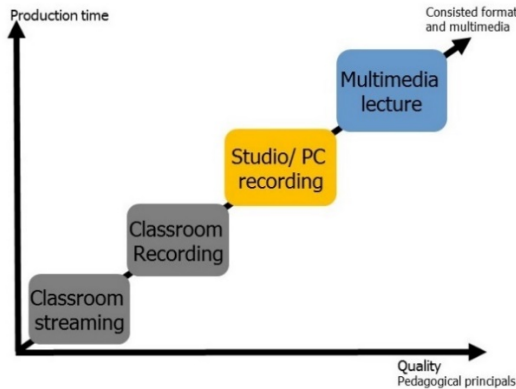 Production time
Consisted format
and multimedia
Multimedia
lecture
Studio/ PC
recording
Classroom
Recording
Classroom
streaming
Quality
Pedagogical principals